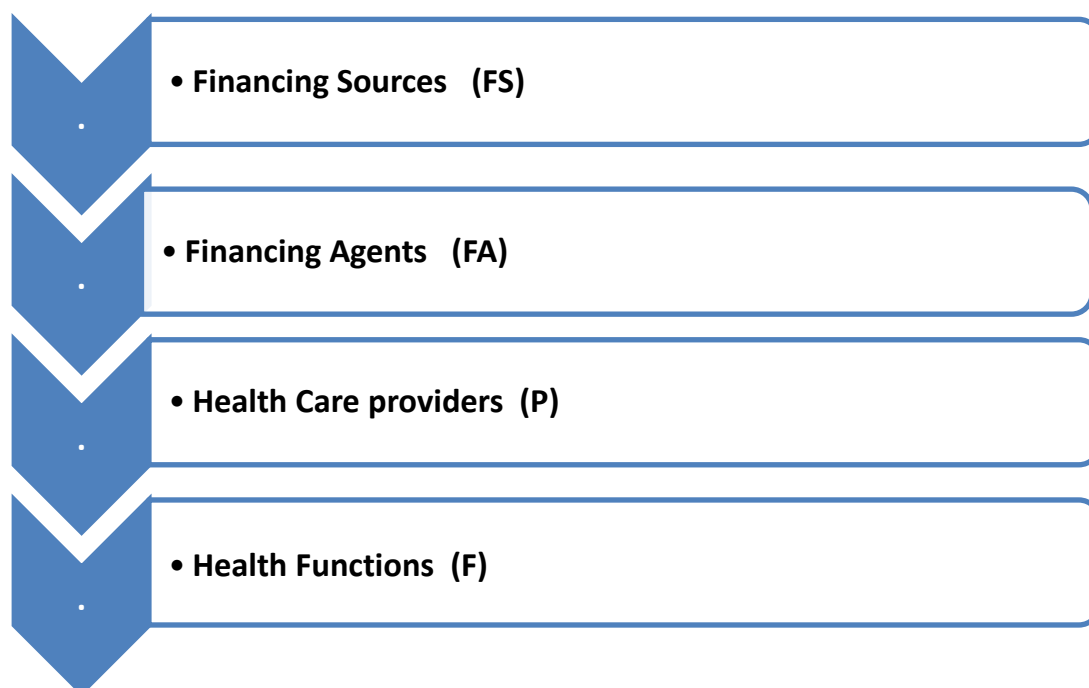 • Financing Sources (FS)
• Financing Agents (FA)
• Health Care providers (P)
• Health Functions (F)